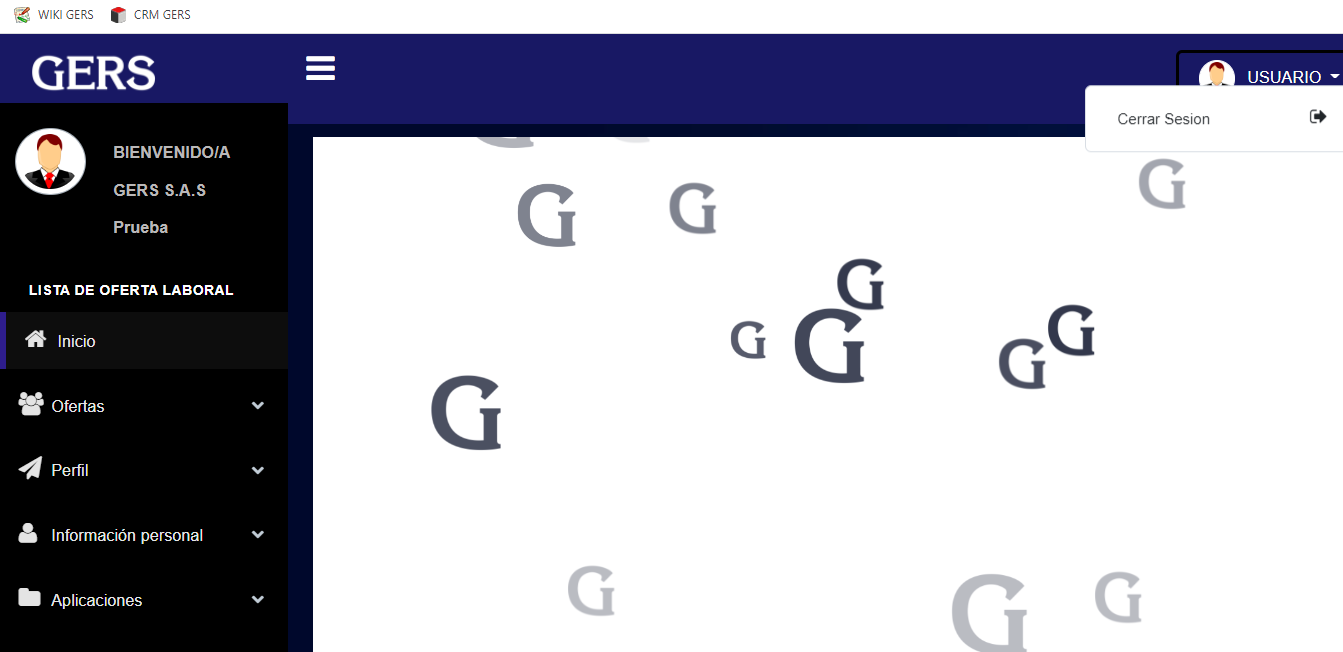 WIKI GERS
CRM GERS
GERS
USUARIO
Cerrar Sesion
BIENVENIDO/A
GERS S.A.S
Prueba
LISTA DE OFERTA LABORAL
Inicio
Ofertas
Perfil
Información personal
Aplicaciones
G
G
G
G
G
G
G
G
G
G
G
G